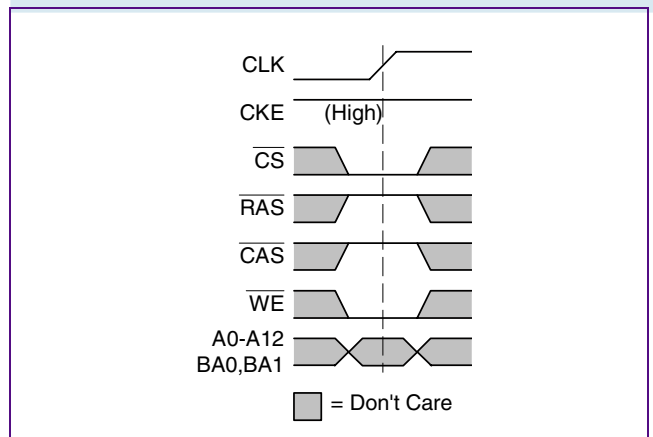 CLK
CKE (High)
CS
RAS
CAS
WE
A0-A12
BA0,BA1
= Don't Care